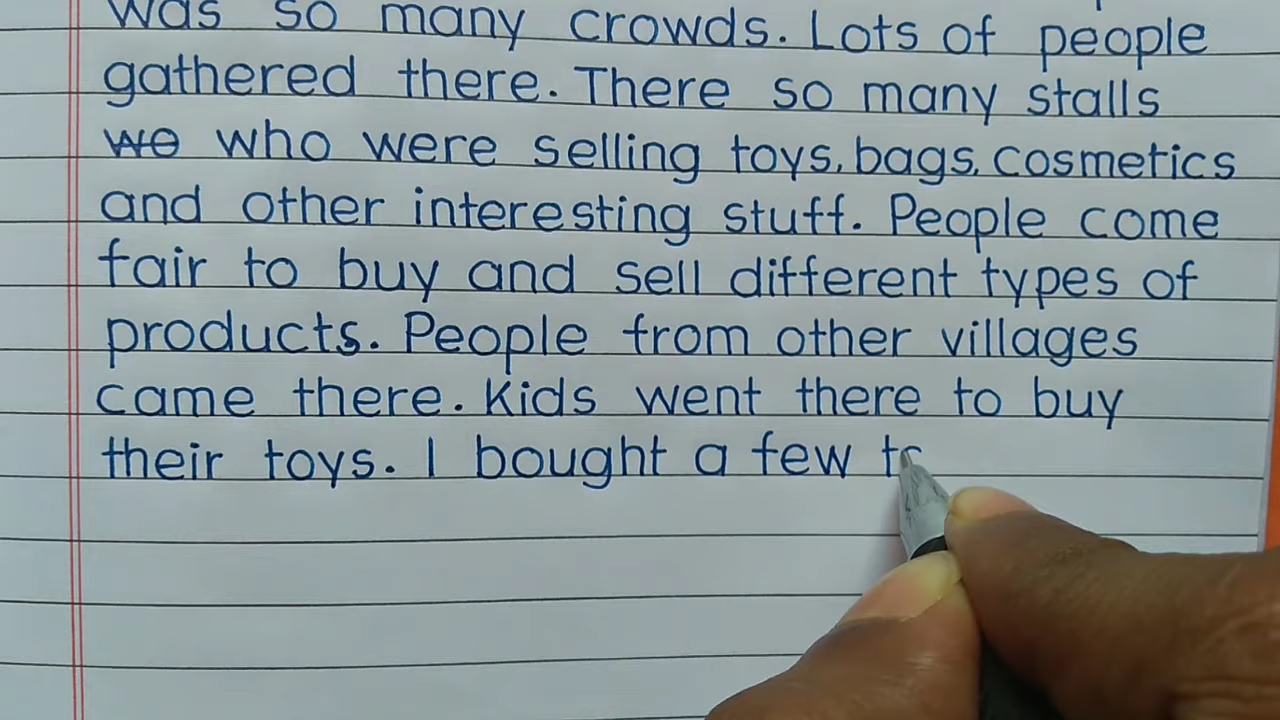 was so many crowds. Lots of people
gathered there. There so many stalls
who were selling toys, bags, cosmetics
and other interesting stuff. People come
fair to buy and sell different types of
products. People from other villages
came there. Kids went there to buy
their toys. I bought a few